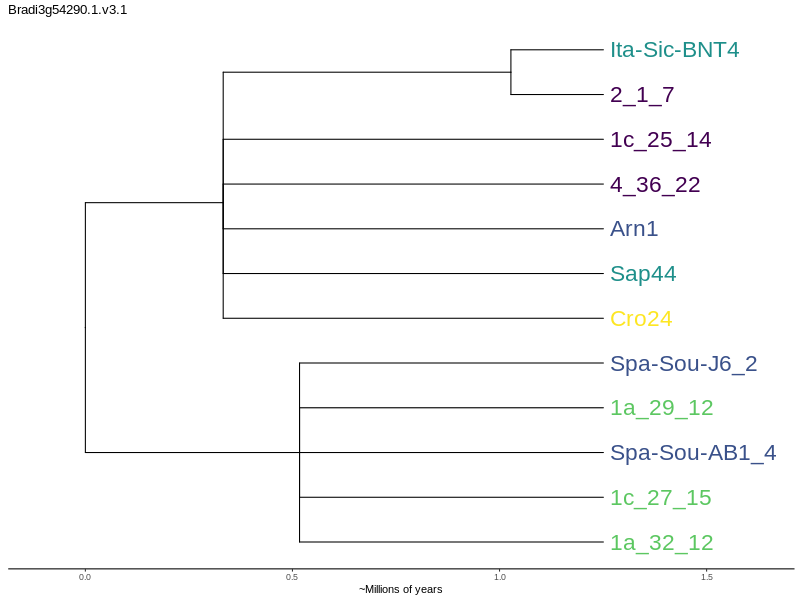 Bradi3g54290.1.v3.1
Ita-Sic-BNT4
2_1_7
1c_25_14
4_36_22
Arn1
Sap44
Cro24
Spa-Sou-J6_2
1a_29_12
Spa-Sou-AB1_4
1c_27_15
1a_32_12
0.0 0.5 1.0 1.5
~Millions of years